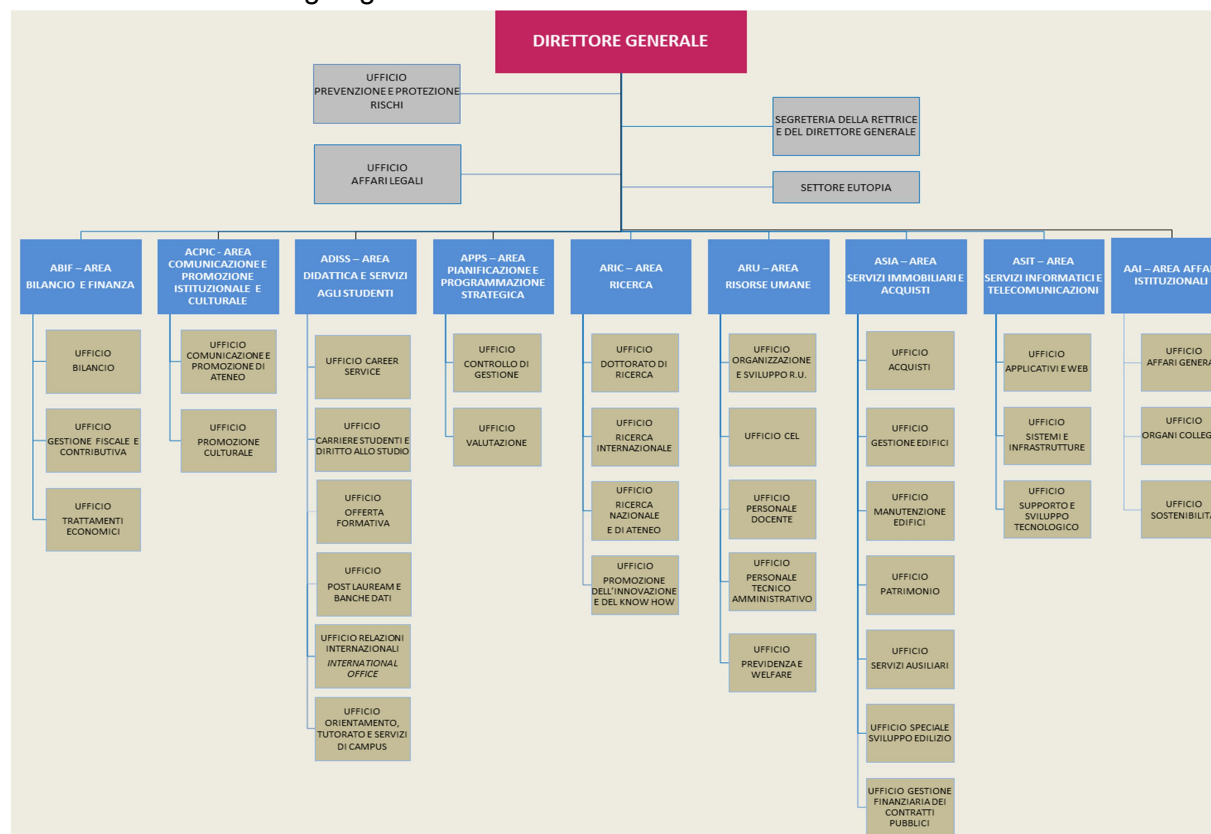 DIRETTORE GENERALE
UFFICIO
PREVENZIONE E PROTEZIONE
RISCHI
SEGRETERIA DELLA RETTRICE
E DEL DIRETTORE GENERALE
UFFICIO
AFFARI LEGALI
SETTORE EUTOPIA
ABIF – AREA
BILANCIO E FINANZA
ACPIC - AREA
COMUNICAZIONE E
PROMOZIONE
ISTITUZIONALE E
CULTURALE
ADISS – AREA
DIDATTICA E SERVIZI
AGLI STUDENTI
APPS – AREA
PIANIFICAZIONE E
PROGRAMMAZIONE
STRATEGICA
ARIC – AREA
RICERCA
ARU – AREA
RISORSE UMANE
ASIA – AREA
SERVIZI IMMOBILIARI E
ACQUISTI
ASIT – AREA
SERVIZI INFORMATICI E
TELECOMUNICAZIONI
AAI – AREA AFFA
ISTITUZIONALI
UFFICIO
BILANCIO
UFFICIO
GESTIONE FISCALE E
CONTRIBUTIVA
UFFICIO
TRATTAMENTI
ECONOMICI
UFFICIO
COMUNICAZIONE E
PROMOZIONE DI
ATENEO
UFFICIO
PROMOZIONE
CULTURALE
UFFICIO CAREER
SERVICE
UFFICIO
CARRIERE STUDENTI E
DIRITTO ALLO STUDIO
UFFICIO
OFFERTA
FORMATIVA
UFFICIO
POST LAUREAM E
BANCHE DATI
UFFICIO RELAZIONI
INTERNAZIONALI
INTERNATIONAL
OFFICE
UFFICIO
ORIENTAMENTO,
TUTORATO E SERVIZI
DI CAMPUS
UFFICIO
CONTROLLO DI
GESTIONE
UFFICIO
VALUTAZIONE
UFFICIO
DOTTORATO DI
RICERCA
UFFICIO
RICERCA
INTERNAZIONALE
UFFICIO
RICERCA
NAZIONALE
E DI ATENEO
UFFICIO
PROMOZIONE
DELL'INNOVAZIONE
E DEL KNOW HOW
UFFICIO
ORGANIZZAZIONE
E SVILUPPO R.U.
UFFICIO CEL
UFFICIO
PERSONALE
DOCENTE
UFFICIO
PERSONALE
TECNICO
AMMINISTRATIVO
UFFICIO
PREVIDENZA E
WELFARE
UFFICIO
ACQUISTI
UFFICIO
GESTIONE EDIFICI
UFFICIO
MANUTENZIONE
EDIFICI
UFFICIO
PATRIMONIO
UFFICIO
SERVIZI AUSILIARI
UFFICIO SPECIALE
SVILUPPO EDILIZIO
UFFICIO GESTIONE
FINANZIARIA DEI
CONTRATTI
PUBBLICI
UFFICIO
APPLICATIVI E WEB
UFFICIO
SISTEMI E
INFRASTRUTTURE
UFFICIO
SUPPORTO E
SVILUPPO
TECNOLOGICO
UFFICIO
AFFARI GENERA
UFFICIO
ORGANI COLLEG
UFFICIO
SOSTENIBILITÀ